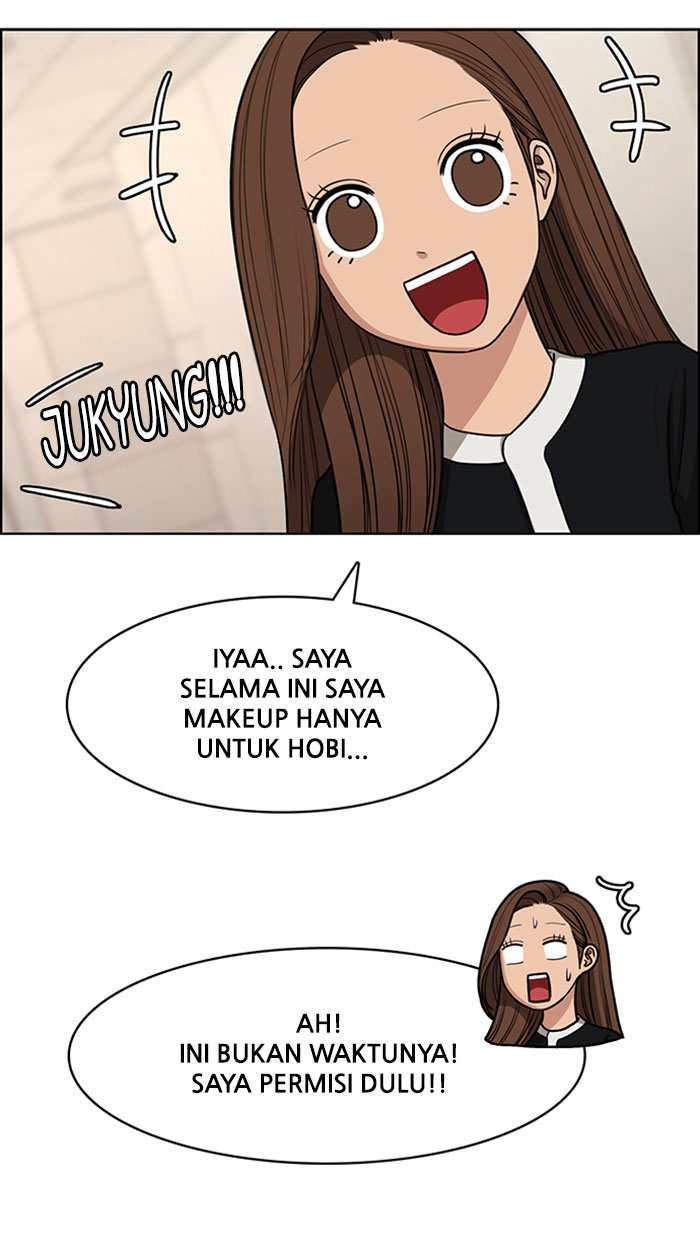 JUKYUNG!!!
IYAA.. SAYA
SELAMA INI SAYA
MAKEUP HANYA
UNTUK HOBI...
AH!
INI BUKAN WAKTUNYA!
SAYA PERMISI DULU!!